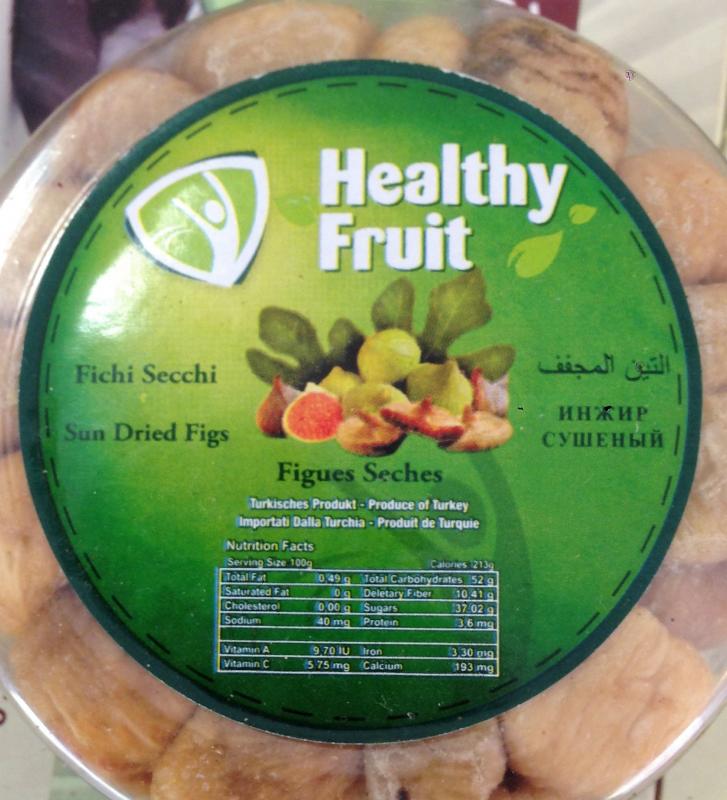 Healthy
Fruit
Fichi Secchi
Sun Dried Figs
التين المجفف
ИНЖИР
СУШЕНЫЙ
Figues Seches
Turkisches Produkt - Produce of Turkey
Importati Dalla Turchia - Produit de Turquie
Nutrition Facts
Serving Size 100g Calories 213g
Total Fat 0,49 g Total Carbohydrates 52 g
Saturated Fat 0 g Deletary Fiber 10,41 g
Cholesterol 0,00 g Sugars 37,02 g
Sodium 40 mg Protein 3,6 mg
Vitamin A 9,70 IU Iron 3,30 mg
Vitamin C 5,75 mg Calcium 193 mg